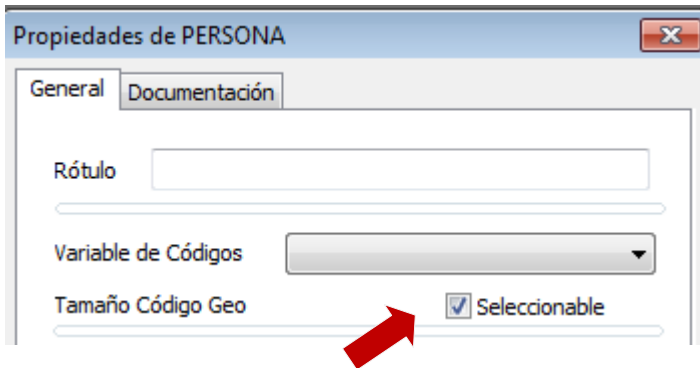 Propiedades de PERSONA
General Documentación
Rótulo
Variable de Códigos
Tamaño Código Geo Seleccionable